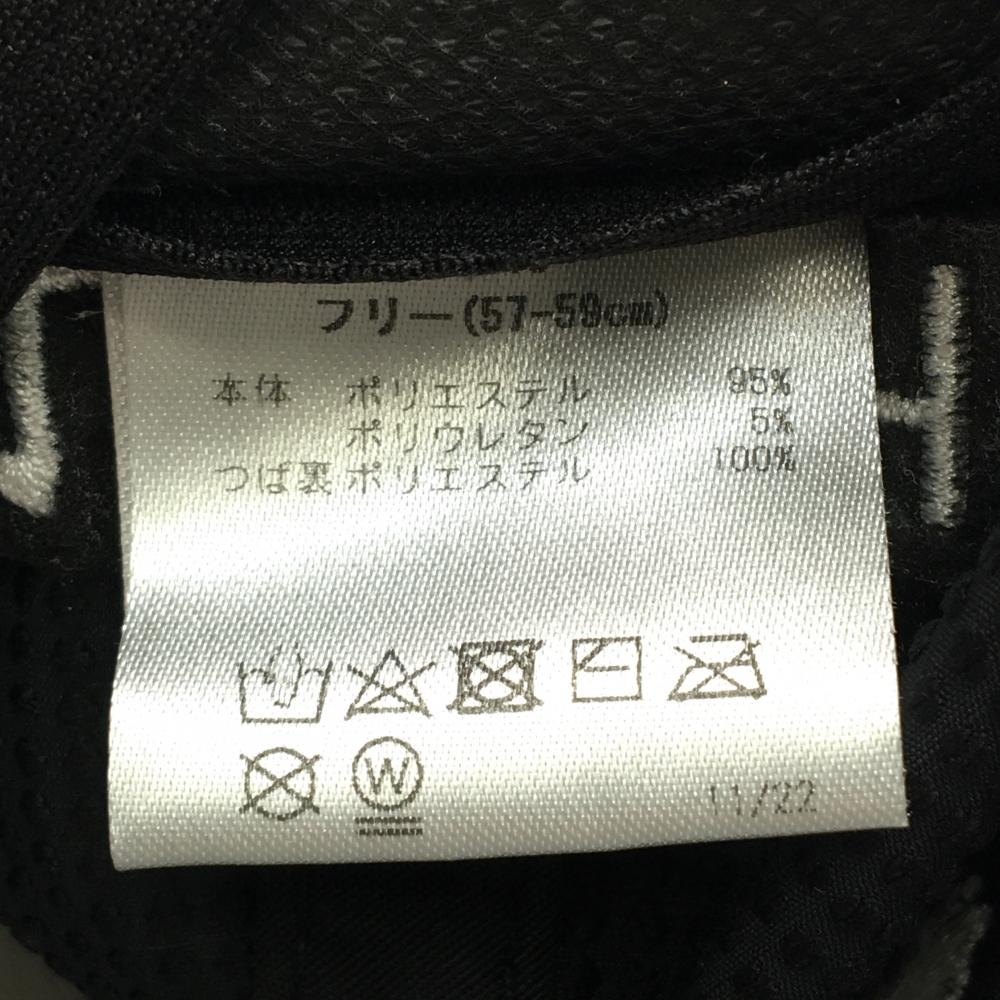 フリー(57-59cm)
本体 ポリエステル 95%
ポリウレタン 5%
つば裏 ポリエステル 100%
W
11/22